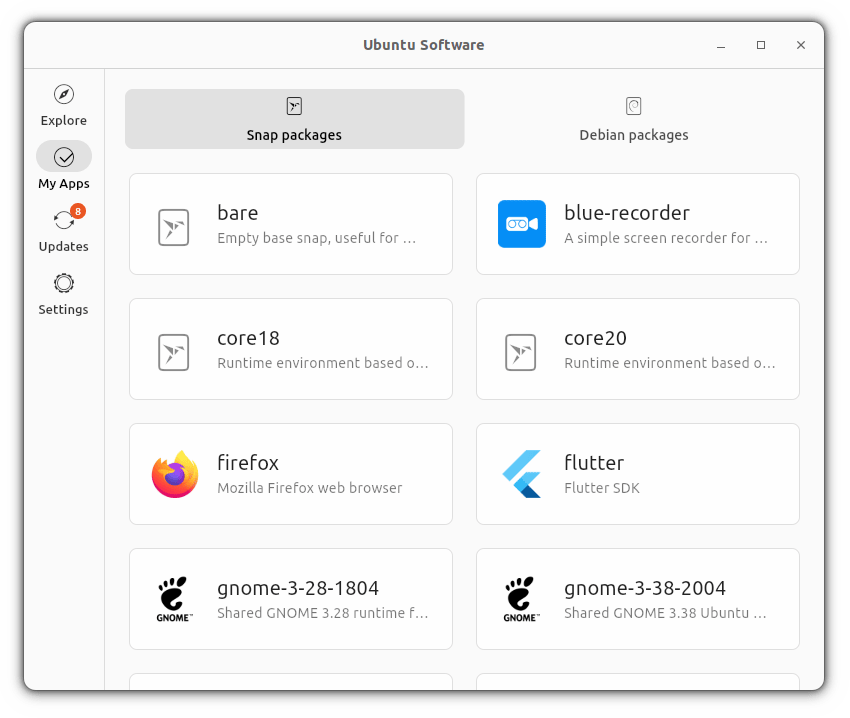 Ubuntu Software
Explore
My Apps
8
Updates
Settings
Snap packages
Debian packages
bare
Empty base snap, useful for ...
blue-recorder
A simple screen recorder for ...
core18
Runtime environment based o...
core20
Runtime environment based o...
firefox
Mozilla Firefox web browser
flutter
Flutter SDK
GNOME™
gnome-3-28-1804
Shared GNOME 3.28 runtime f...
GNOME™
gnome-3-38-2004
Shared GNOME 3.38 Ubuntu ...